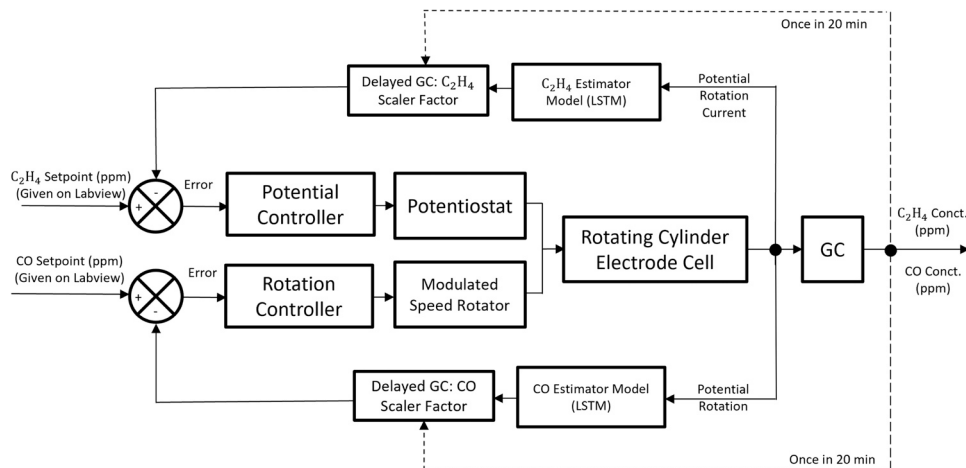 Once in 20 min
Delayed GC: C₂H₄
Scaler Factor
C₂H₄ Estimator
Model (LSTM)
Potential
Rotation
Current
C₂H₄ Setpoint (ppm)
(Given on Labview)
-
+
Error
Potential
Controller
Potentiostat
Rotating Cylinder
Electrode Cell
GC
C₂H₄ Conct.
(ppm)
CO Conct.
(ppm)
CO Setpoint (ppm)
(Given on Labview)
+
-
Error
Rotation
Controller
Modulated
Speed Rotator
Delayed GC: CO
Scaler Factor
CO Estimator Model
(LSTM)
Potential
Rotation
Once in 20 min